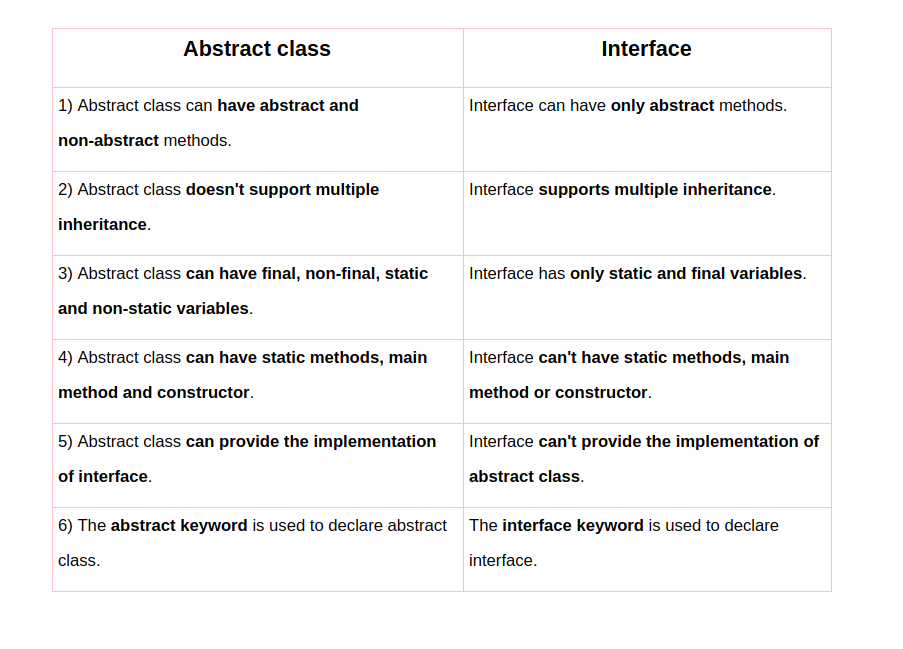 Abstract class
Interface
1) Abstract class can have abstract and
non-abstract methods.
Interface can have only abstract methods.
2) Abstract class doesn't support multiple
inheritance.
Interface supports multiple inheritance.
3) Abstract class can have final, non-final, static
and non-static variables.
Interface has only static and final variables.
4) Abstract class can have static methods, main
method and constructor.
Interface can't have static methods, main
method or constructor.
5) Abstract class can provide the implementation
of interface.
Interface can't provide the implementation of
abstract class.
6) The abstract keyword is used to declare abstract
class.
The interface keyword is used to declare
interface.